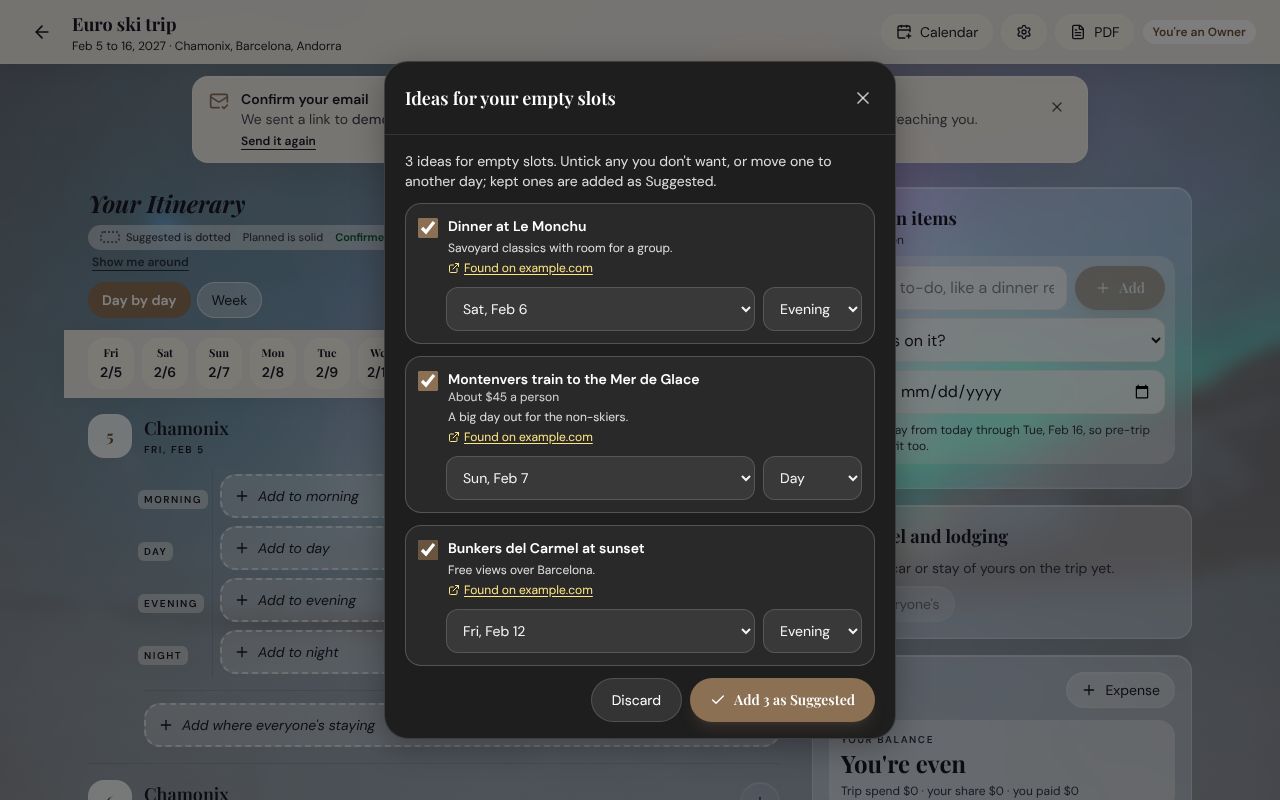 Euro ski trip
Feb 5 to 16, 2027 · Chamonix, Barcelona, Andorra
Calendar
PDF
You're an Owner
Confirm your email
We sent a link to
reaching you.
Send it again
Your Itinerary
Suggested is dotted Planned is solid
Show me around
Day by day
Week
Fri Sat Sun Mon Tue
2/5 2/6 2/7 2/8 2/9
5
Chamonix
FRI, FEB 5
MORNING
Add to morning
DAY
Add to day
EVENING
Add to evening
NIGHT
Add to night
Add where everyone's staying
Chamonix
Ideas for your empty slots
3 ideas for empty slots. Untick any you don't want, or move one to
another day; kept ones are added as Suggested.
Dinner at Le Monchu
Savoyard classics with room for a group.
Found on example.com
Sat, Feb 6
Evening
Montenvers train to the Mer de Glace
About $45 a person
A big day out for the non-skiers.
Found on example.com
Sun, Feb 7
Day
Bunkers del Carmel at sunset
Free views over Barcelona.
Found on example.com
Fri, Feb 12
Evening
Discard
Add 3 as Suggested
items
to-do, like a dinner
Add
on it?
mm/dd/yyyy
from today through Tue, Feb 16, so pre-trip
fit too.
and lodging
car or stay of yours on the trip yet.
Expense
YOUR BALANCE
You're even
Trip spend $0 · your share $0 · you paid $0